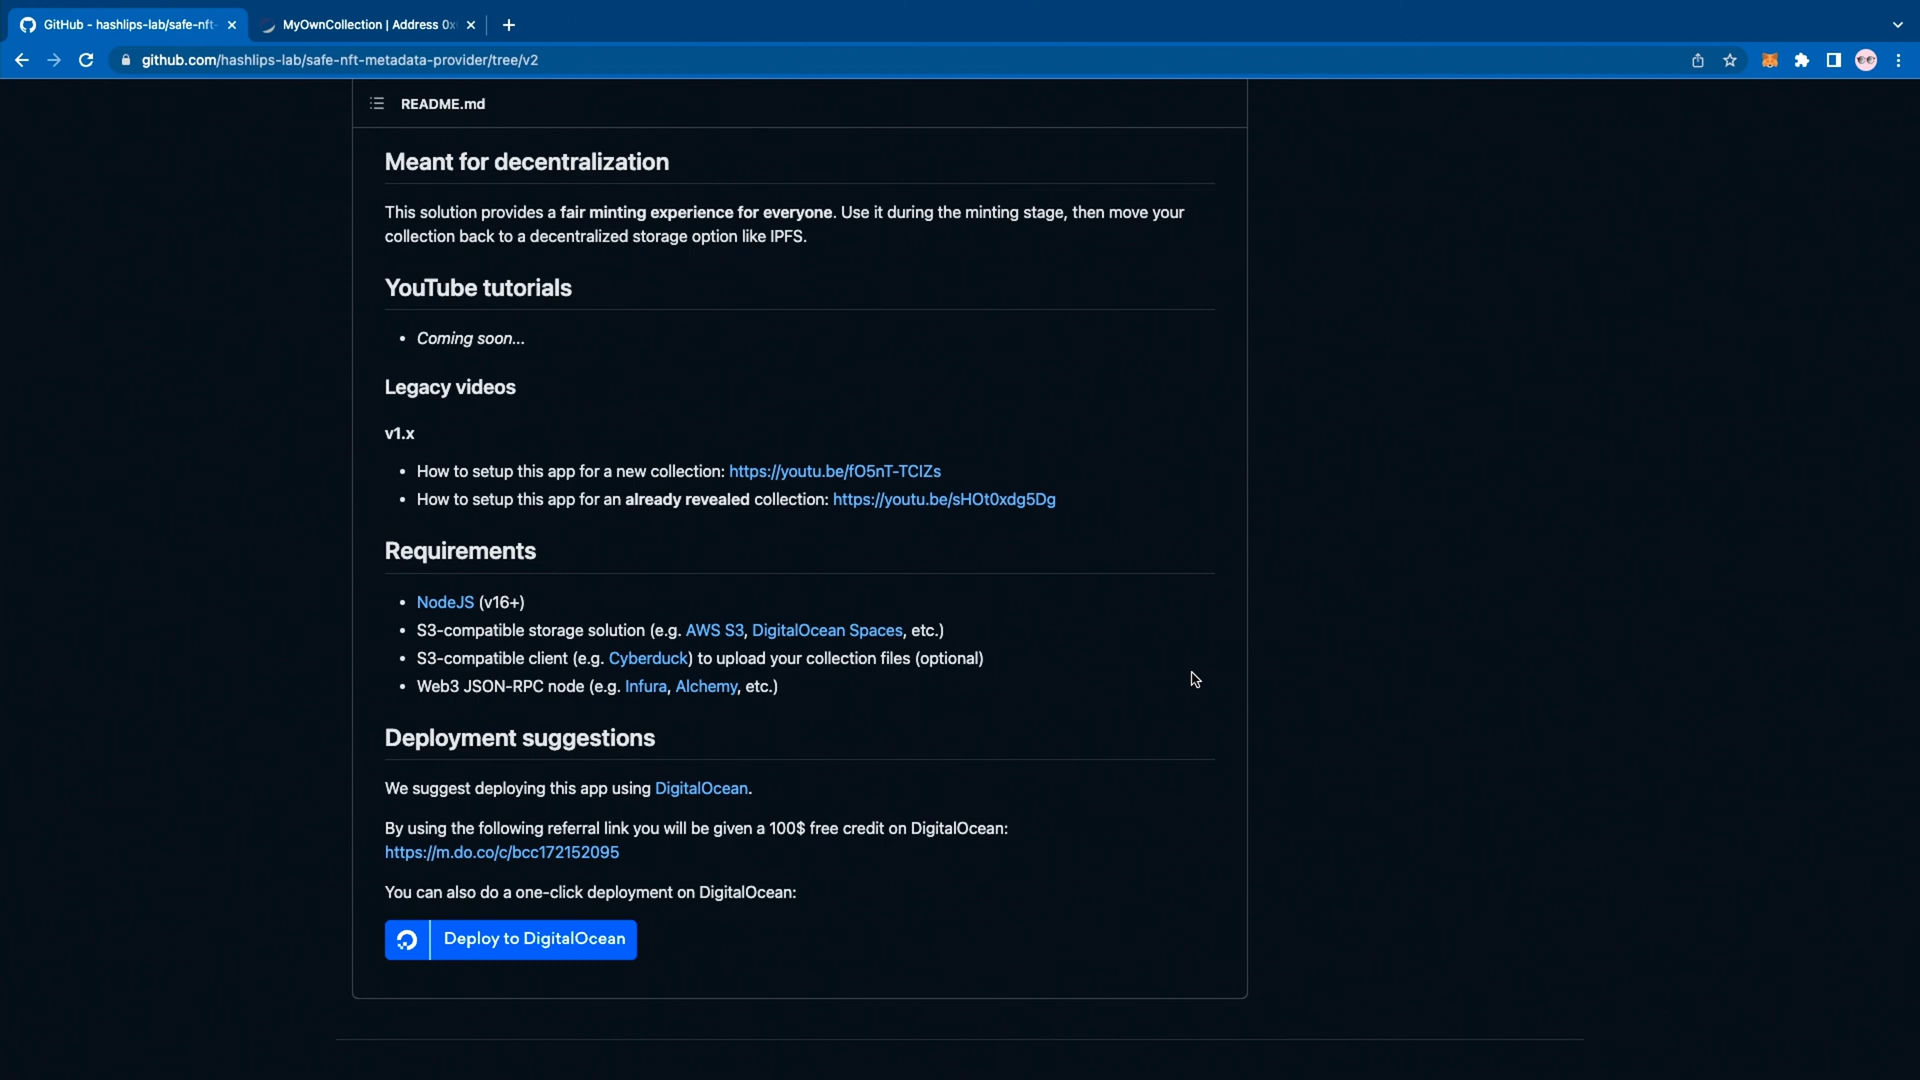 GitHub - hashlips-lab/safe-nft-
MyOwnCollection | Address 0x
github.com/hashlips-lab/safe-nft-metadata-provider/tree/v2
README.md
Meant for decentralization
This solution provides a fair minting experience for everyone. Use it during the minting stage, then move your
collection back to a decentralized storage option like IPFS.
YouTube tutorials
• Coming soon...
Legacy videos
v1.x
• How to setup this app for a new collection: https://youtu.be/fO5nT-TCIZs
• How to setup this app for an already revealed collection: https://youtu.be/sHOt0xdg5Dg
Requirements
• NodeJS (v16+)
• S3-compatible storage solution (e.g. AWS S3, DigitalOcean Spaces, etc.)
• S3-compatible client (e.g. Cyberduck) to upload your collection files (optional)
• Web3 JSON-RPC node (e.g. Infura, Alchemy, etc.)
Deployment suggestions
We suggest deploying this app using DigitalOcean.
By using the following referral link you will be given a 100$ free credit on DigitalOcean:
https://m.do.co/c/bcc172152095
You can also do a one-click deployment on DigitalOcean:
Deploy to DigitalOcean